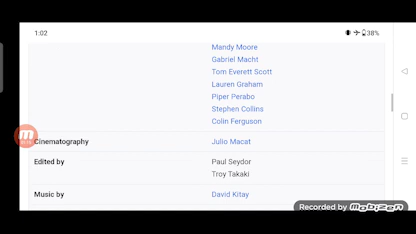 1:02
38%
Mandy Moore
Gabriel Macht
Tom Everett Scott
Lauren Graham
Piper Perabo
Stephen Collins
Colin Ferguson
Cinematography Julio Macat
Edited by Paul Seydor
Troy Takaki
Music by David Kitay
Recorded by Mobizen